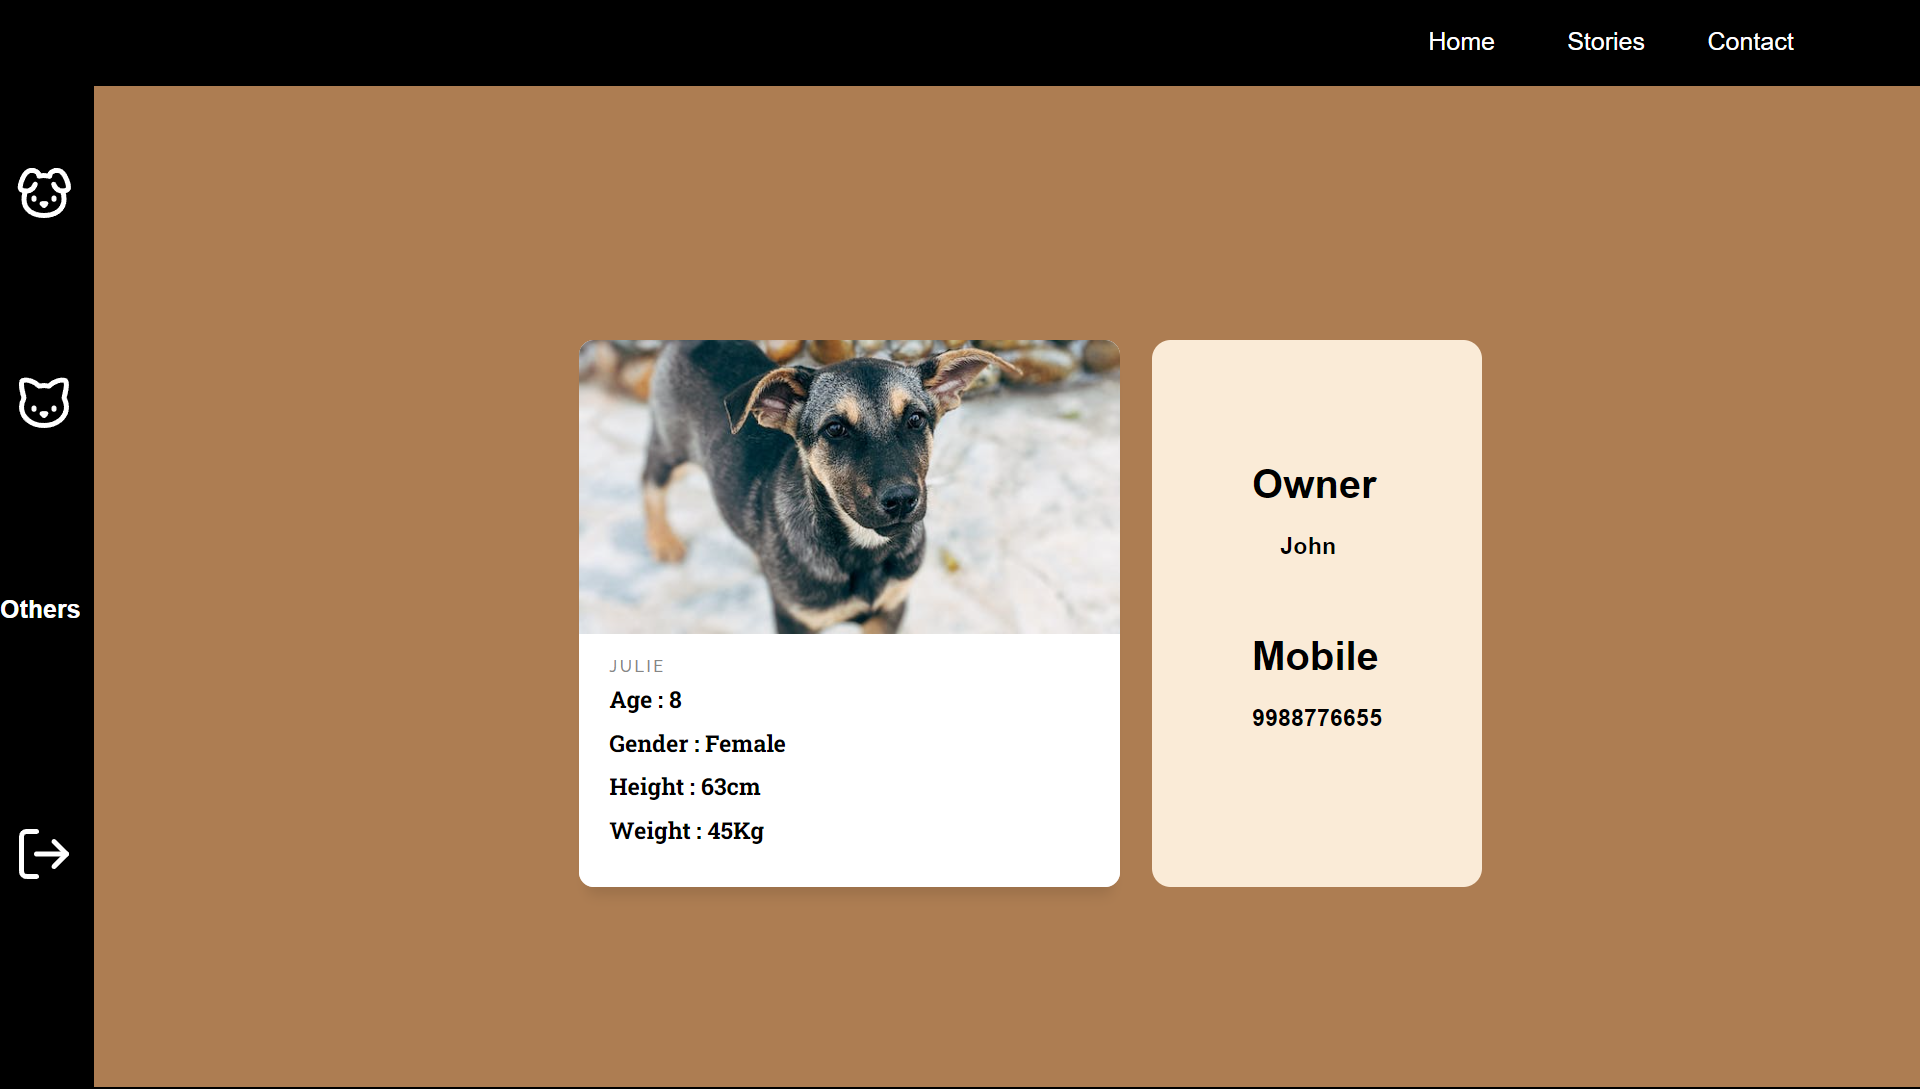 Home
Stories
Contact
Others
JULIE
Age : 8
Gender : Female
Height : 63cm
Weight : 45Kg
Owner
John
Mobile
9988776655